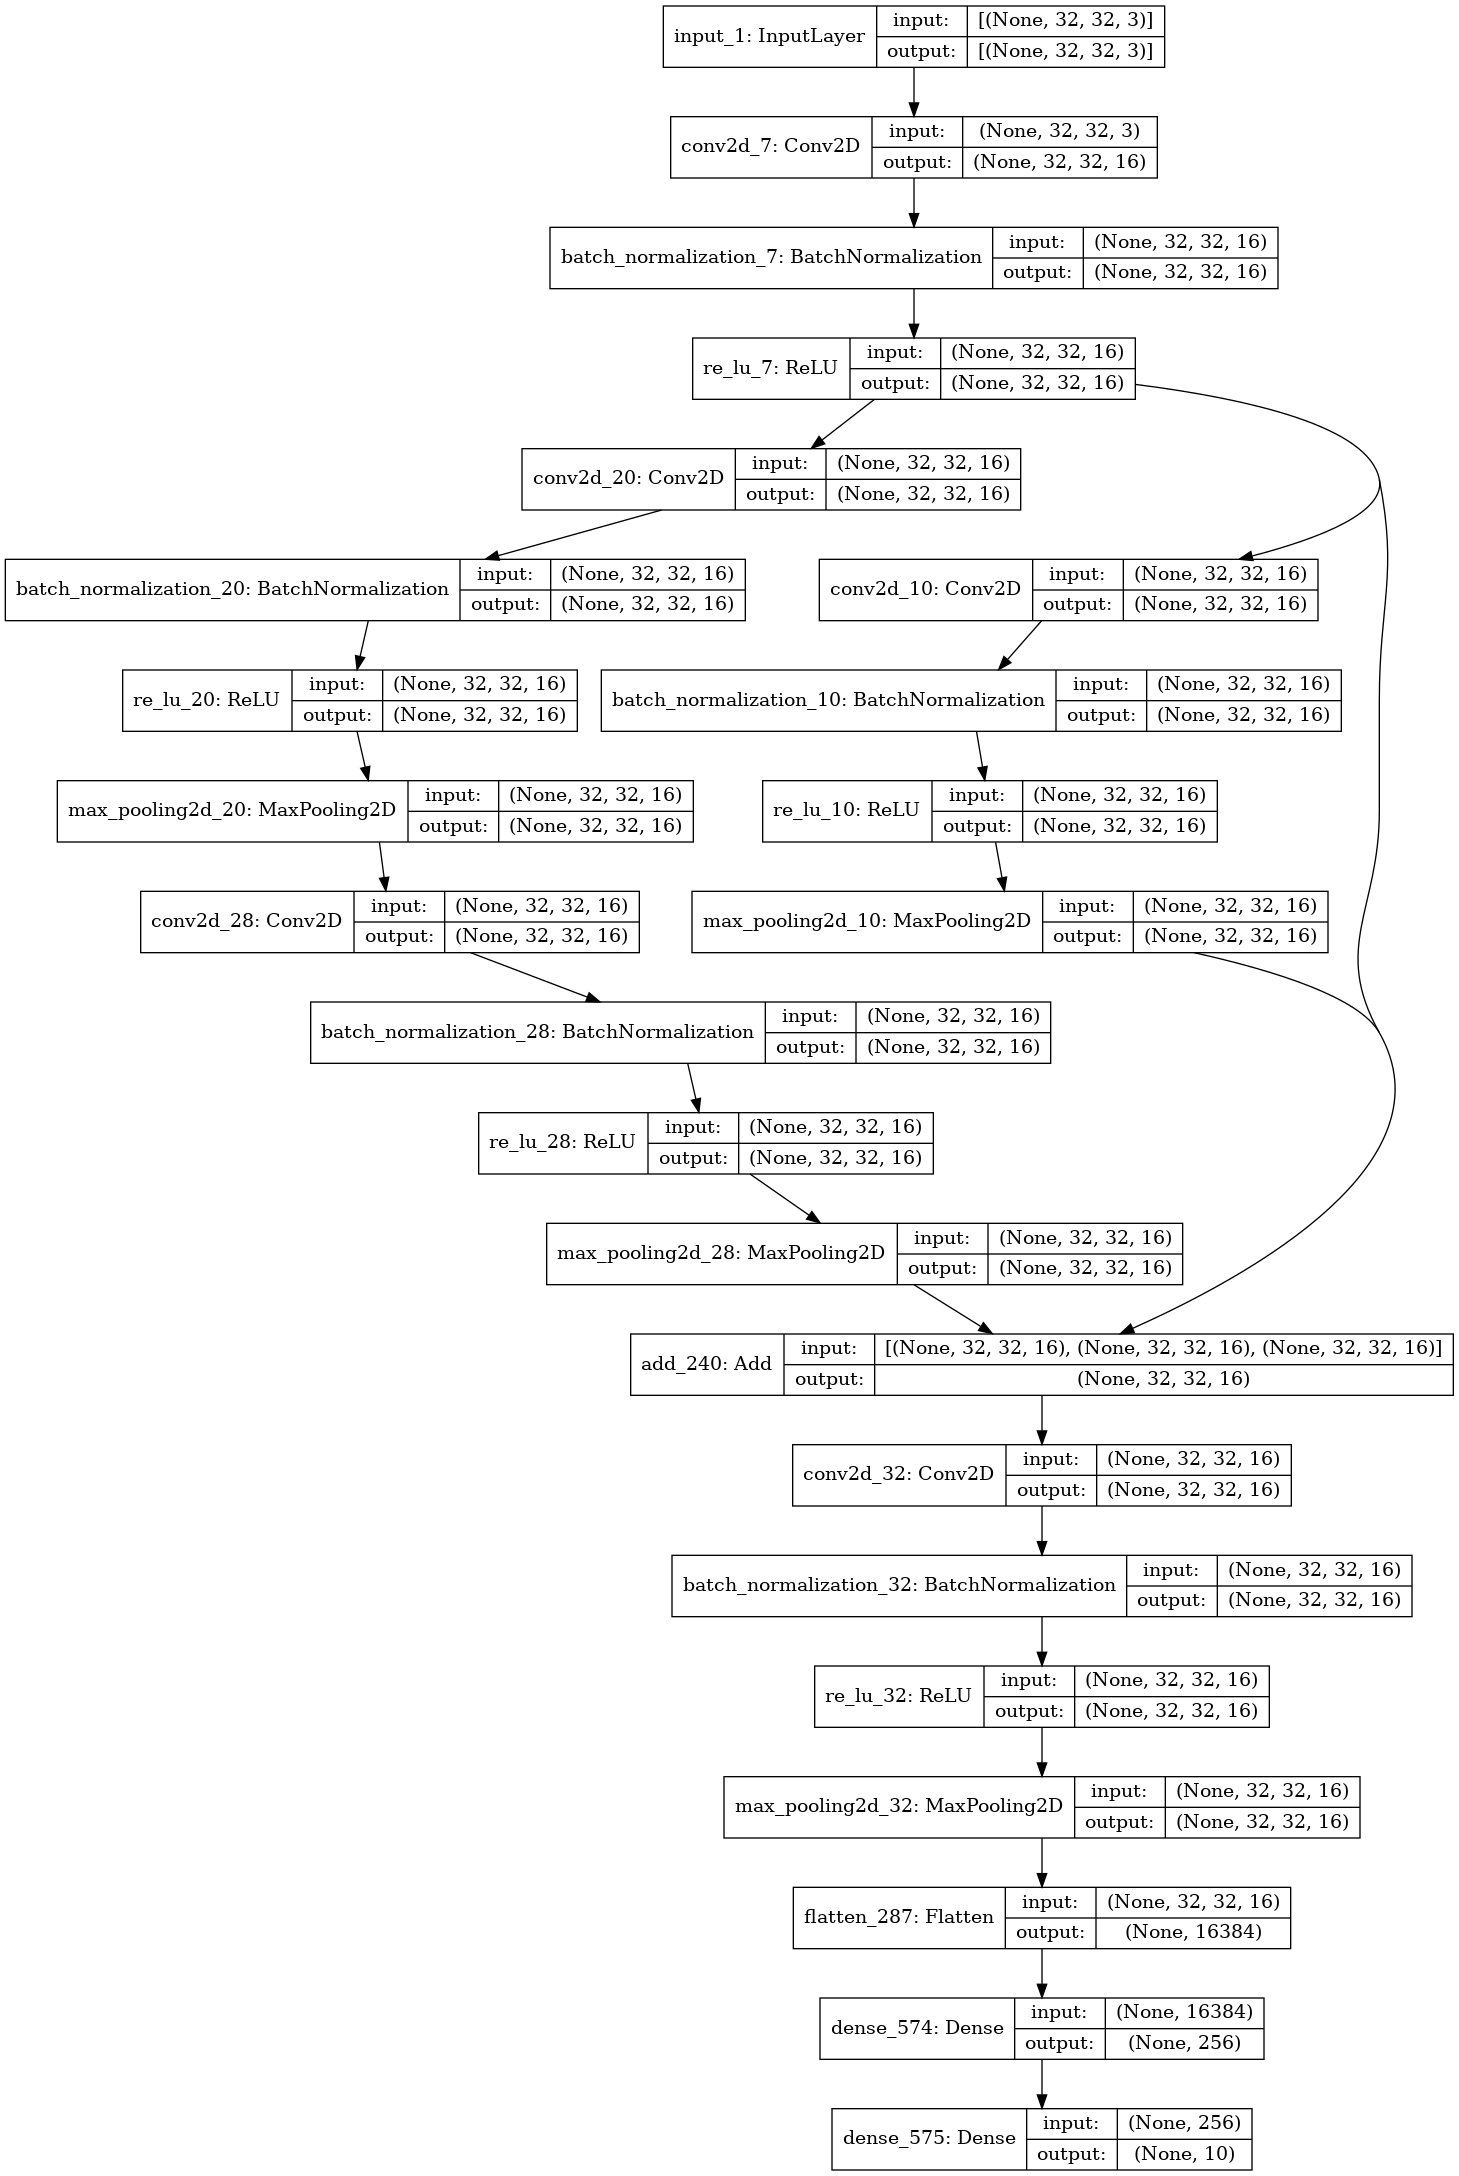 input_1: InputLayer
input: [(None, 32, 32, 3)]
output: [(None, 32, 32, 3)]
conv2d_7: Conv2D
input: (None, 32, 32, 3)
output: (None, 32, 32, 16)
batch_normalization_7: BatchNormalization
input: (None, 32, 32, 16)
output: (None, 32, 32, 16)
re_lu_7: ReLU
input: (None, 32, 32, 16)
output: (None, 32, 32, 16)
conv2d_20: Conv2D
input: (None, 32, 32, 16)
output: (None, 32, 32, 16)
batch_normalization_20: BatchNormalization
input: (None, 32, 32, 16)
output: (None, 32, 32, 16)
conv2d_10: Conv2D
input: (None, 32, 32, 16)
output: (None, 32, 32, 16)
re_lu_20: ReLU
input: (None, 32, 32, 16)
output: (None, 32, 32, 16)
batch_normalization_10: BatchNormalization
input: (None, 32, 32, 16)
output: (None, 32, 32, 16)
max_pooling2d_20: MaxPooling2D
input: (None, 32, 32, 16)
output: (None, 32, 32, 16)
re_lu_10: ReLU
input: (None, 32, 32, 16)
output: (None, 32, 32, 16)
conv2d_28: Conv2D
input: (None, 32, 32, 16)
output: (None, 32, 32, 16)
max_pooling2d_10: MaxPooling2D
input: (None, 32, 32, 16)
output: (None, 32, 32, 16)
batch_normalization_28: BatchNormalization
input: (None, 32, 32, 16)
output: (None, 32, 32, 16)
re_lu_28: ReLU
input: (None, 32, 32, 16)
output: (None, 32, 32, 16)
max_pooling2d_28: MaxPooling2D
input: (None, 32, 32, 16)
output: (None, 32, 32, 16)
add_240: Add
input: [(None, 32, 32, 16), (None, 32, 32, 16), (None, 32, 32, 16)]
output: (None, 32, 32, 16)
conv2d_32: Conv2D
input: (None, 32, 32, 16)
output: (None, 32, 32, 16)
batch_normalization_32: BatchNormalization
input: (None, 32, 32, 16)
output: (None, 32, 32, 16)
re_lu_32: ReLU
input: (None, 32, 32, 16)
output: (None, 32, 32, 16)
max_pooling2d_32: MaxPooling2D
input: (None, 32, 32, 16)
output: (None, 32, 32, 16)
flatten_287: Flatten
input: (None, 32, 32, 16)
output: (None, 16384)
dense_574: Dense
input: (None, 16384)
output: (None, 256)
dense_575: Dense
input: (None, 256)
output: (None, 10)